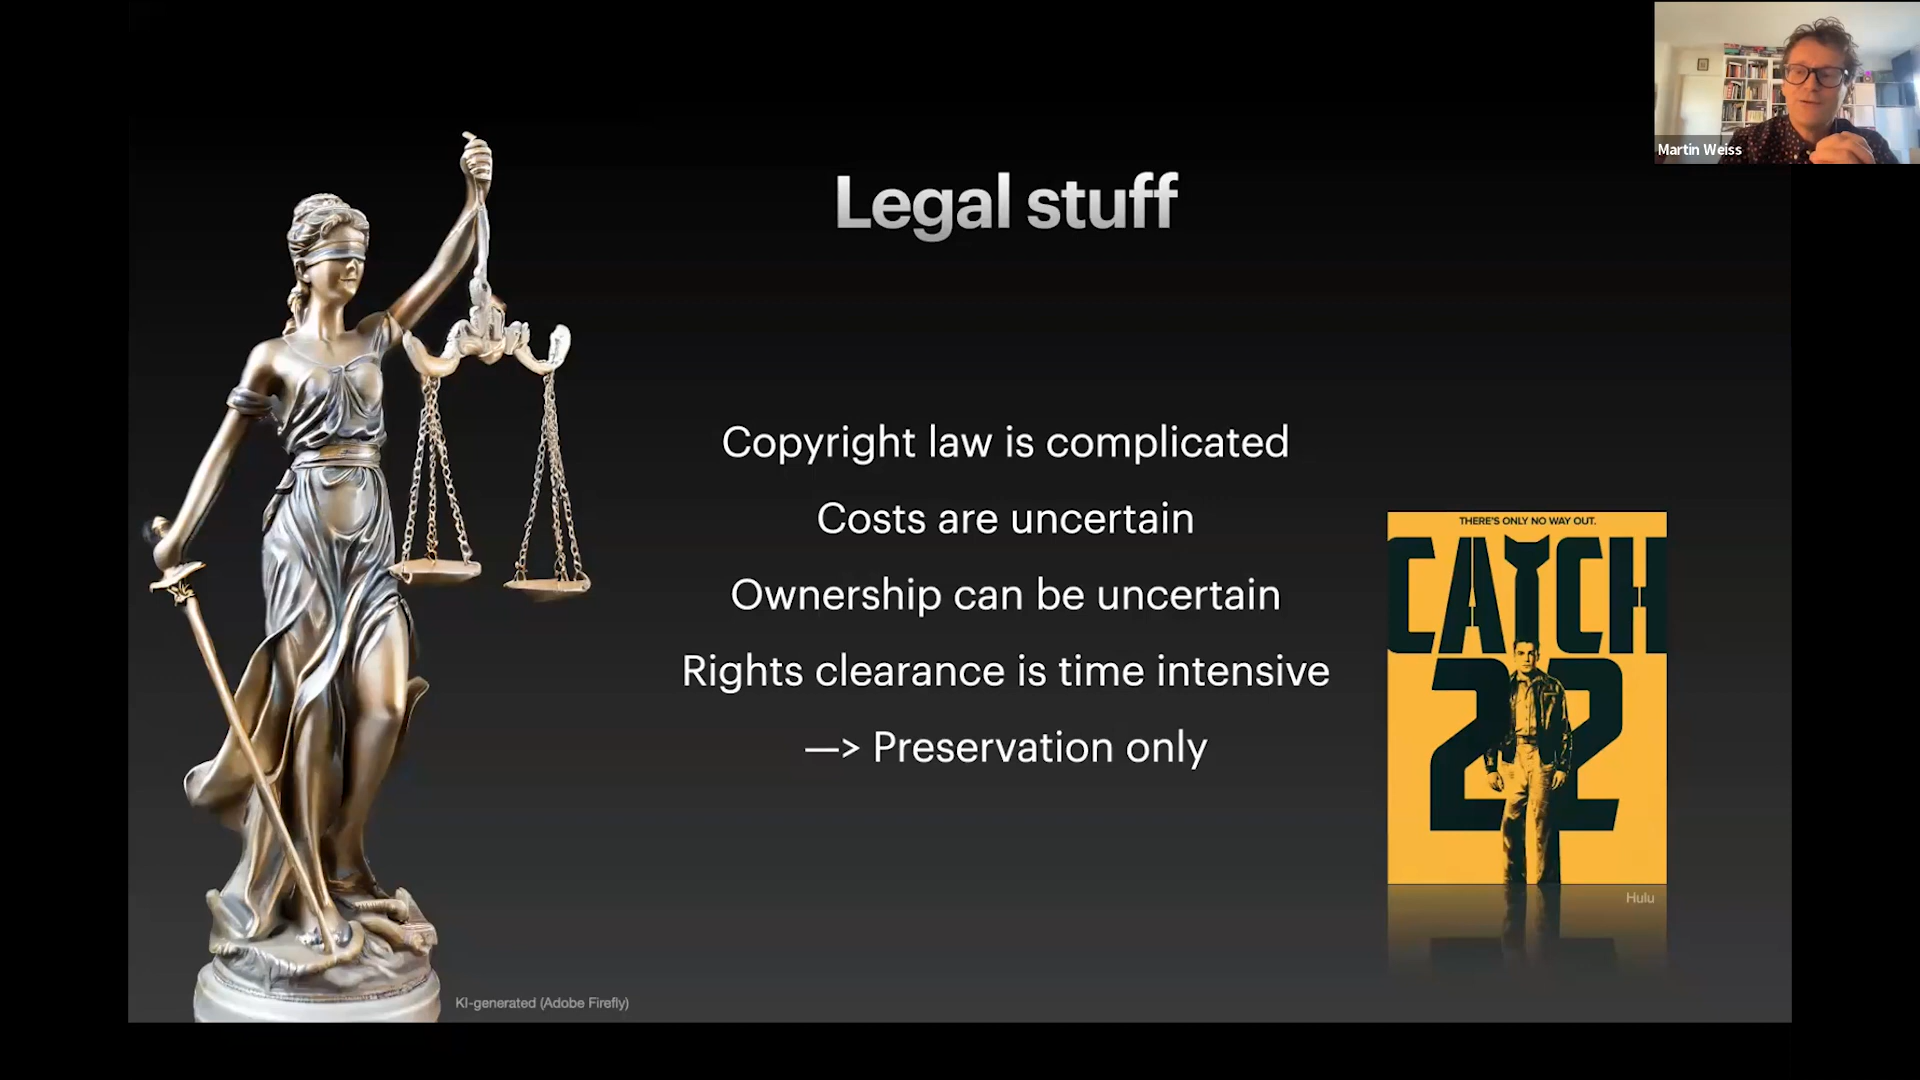 Martin Weiss
Legal stuff
Copyright law is complicated
Costs are uncertain
Ownership can be uncertain
Rights clearance is time intensive
—> Preservation only
THERE'S ONLY NO WAY OUT.
CATCH
22
Hulu
KI-generated (Adobe Firefly)